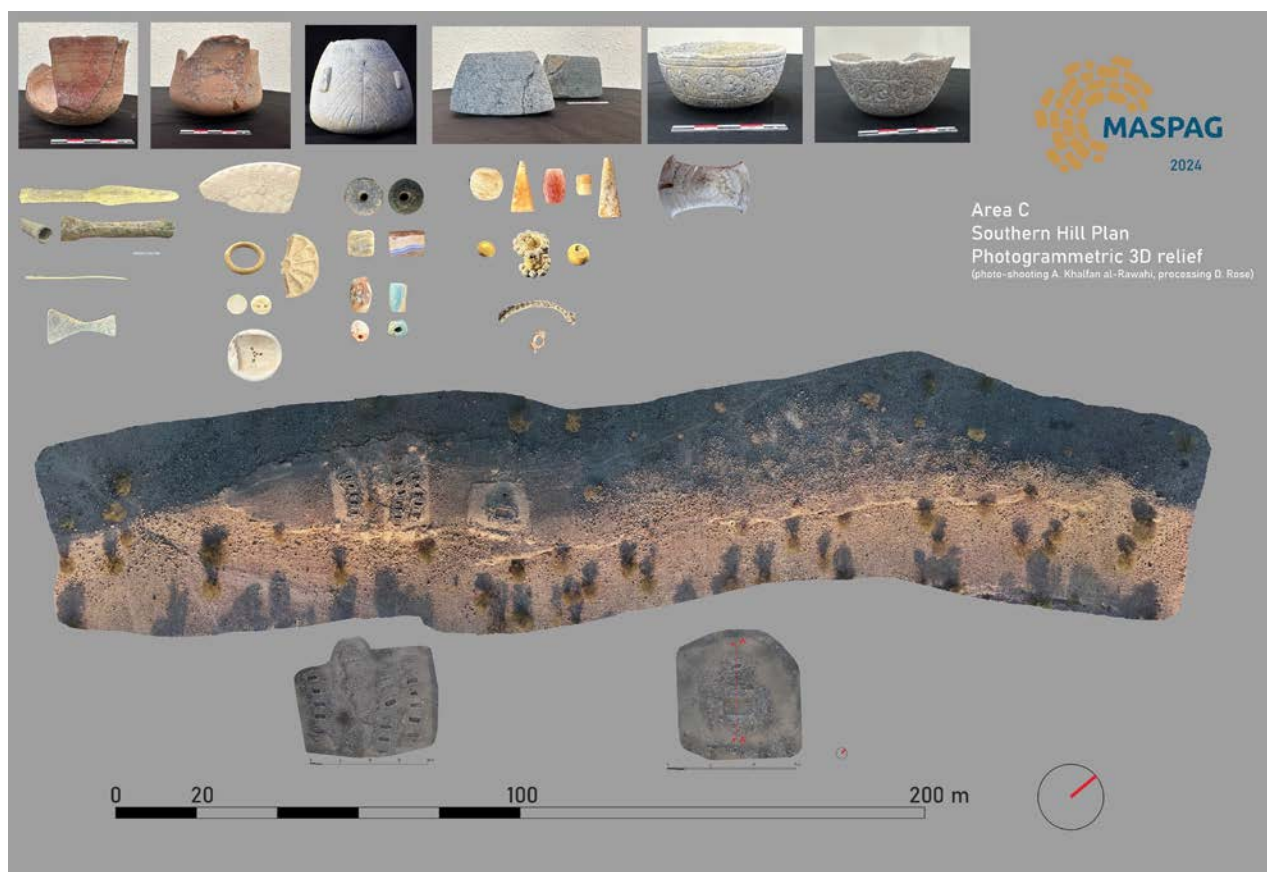 MASPAG
2024
Area C
Southern Hill Plan
Photogrammetric 3D relief
(photo-shooting A. Khalfan al-Rawahi, processing D. Rose)
0 20 100 200 m